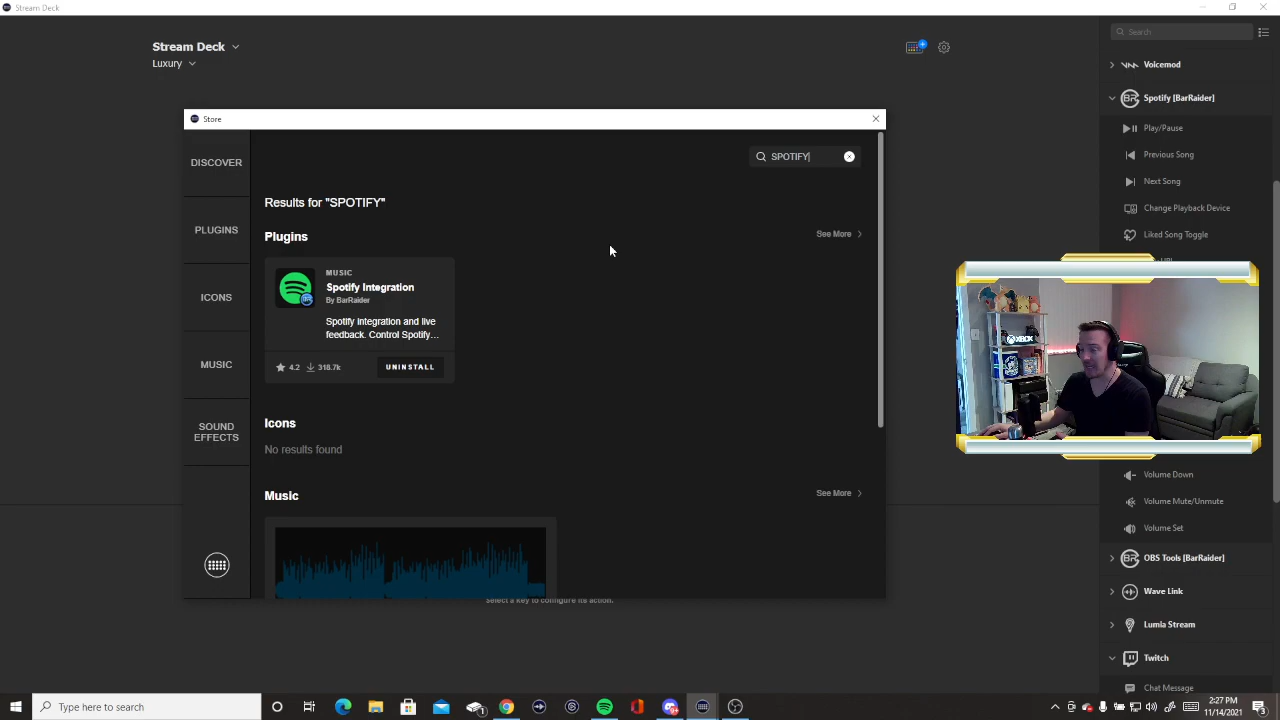 Stream Deck
Stream Deck
Luxury
Search
Voicemod
Spotify [BarRaider]
Play/Pause
Previous Song
Next Song
Change Playback Device
Liked Song Toggle
Volume Down
Volume Mute/Unmute
Volume Set
OBS Tools [BarRaider]
Wave Link
Lumia Stream
Twitch
Chat Message
Store
DISCOVER
PLUGINS
ICONS
MUSIC
SOUND
EFFECTS
SPOTIFY
Results for "SPOTIFY"
Plugins
See More
MUSIC
Spotify Integration
By BarRaider
Spotify integration and live
feedback. Control Spotify...
4.2
318.7k
UNINSTALL
Icons
No results found
Music
See More
Select a key to configure its action.
XBOX
Type here to search
2:27 PM
11/14/2021